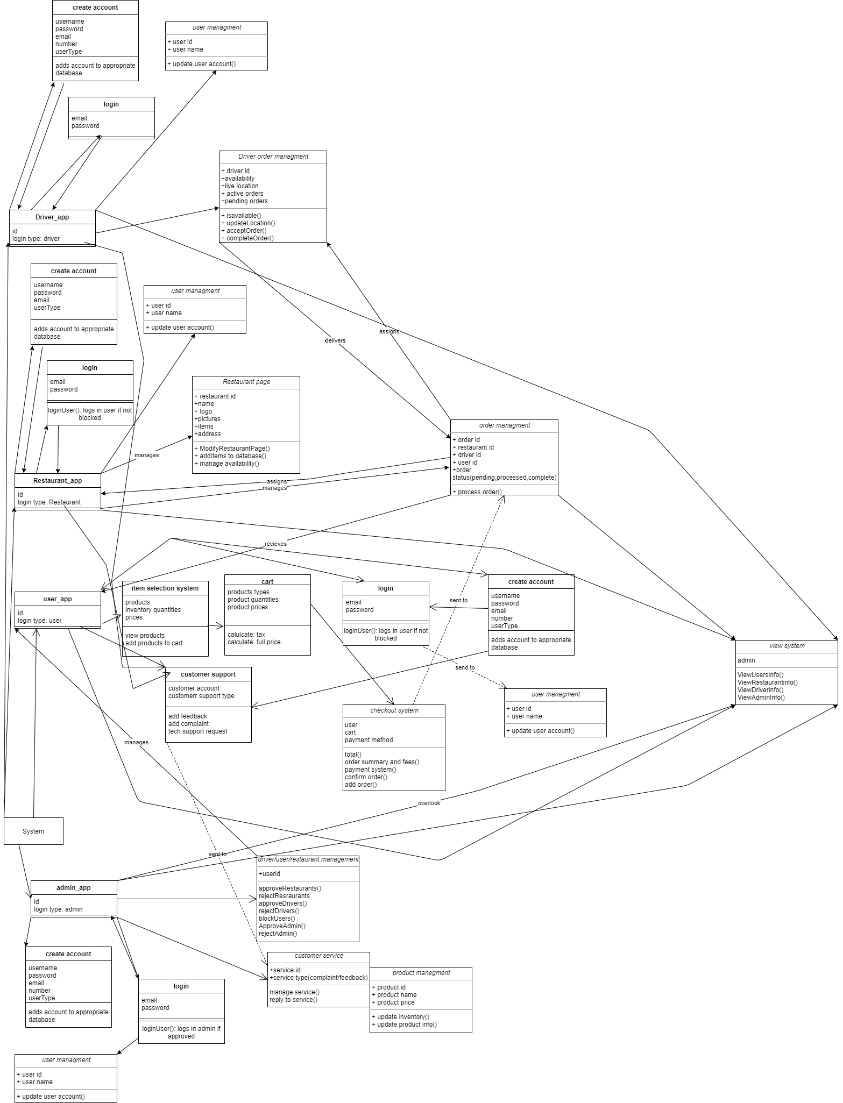 create account
username
password
email
number
userType
adds account to appropriate
database
user managment
+ user id
+ user name
+ update user account()
login
email
password
Driver order managment
+ driver id
+availability
+live location
+ active orders
+pending orders
+ isavailable()
+ updateLocation()
+ acceptOrder()
+ completeOrder()
Driver_app
id
login type: driver
create account
username
password
email
userType
adds account to appropriate
database
user managment
+ user id
+ user name
+ update user account()
assigns
delivers
login
email
password
loginUser(): logs in user if not
blocked
Restaurant page
+ restaurant id
+name
+ logo
+pictures
+items
+address
+ ModifyRestaurantPage()
+ addItems to database()
+ manage availability()
manages
order managment
+ order id
+ restaurant id
+ driver id
+ user id
+order
status(pending,processed,complete)
+ process order()
Restaurant_app
id
login type: Restaurant
assigns
manages
recieves
user_app
id
login type: user
item selection system
products
inventory quantities
prices
view products
add products to cart
cart
products types
product quantities
product prices
calulcate: tax
calculate: full price
login
email
password
loginUser(): logs in user if not
blocked
sent to
create account
username
password
email
number
userType
adds account to appropriate
database
view system
admin
ViewUsersInfo()
ViewRestaurantinfo()
ViewDriverinfo()
ViewAdminInfo()
customer support
customer account
customerr support type
add feedback
add complaint
tech support request
send to
user managment
+ user id
+ user name
+ update user account()
checkout system
user
cart
payment method
total()
order summary and fees()
payment system()
confirm order()
add order()
manages
overlook
System
sent to
driver/user/restaurant management
+userid
approveRestaurants()
rejectResraurants
approveDrivers()
rejectDrivers()
blockUsers()
ApproveAdmin()
rejectAdmin()
admin_app
id
login type: admin
create account
username
password
email
number
userType
adds account to appropriate
database
login
email
password
loginUser(): logs in admin if
approved
customer service
+service id
+service type(complaint/feedback)
manage service()
reply to service()
product managment
+ product id
+ product name
+ product price
+ update inventory()
+ update product info()
user managment
+ user id
+ user name
+ update user account()